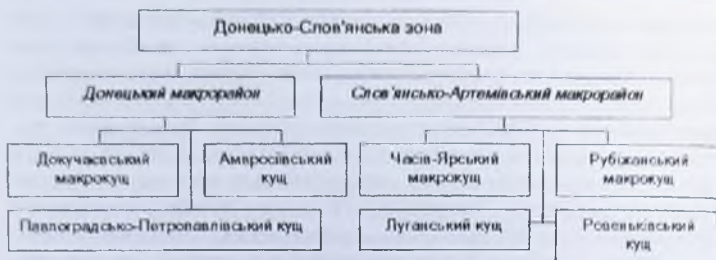 Донецько-Слов'янська зона
Донецький макрорайон
Слов'янсько-Артемівський макрорайон
Докучаєвський
макрокущ
Амвросіївський
кущ
Часів-Ярський
макрокущ
Рубіжанський
макрокущ
Павлоградсько-Петропавлівський кущ
Луганський кущ
Ровеньківський
кущ